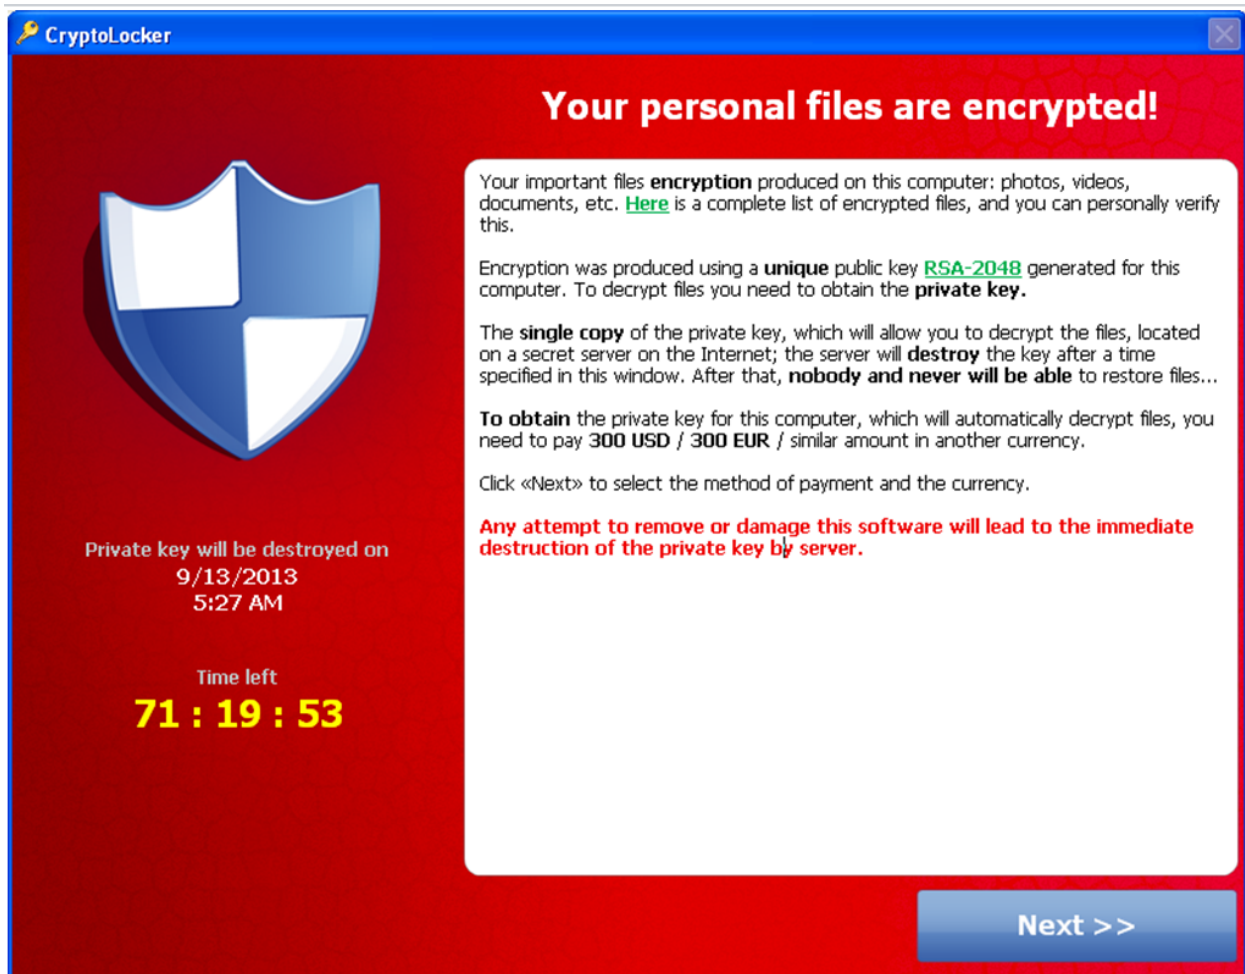 CryptoLocker
Your personal files are encrypted!
Your important files encryption produced on this computer: photos, videos,
documents, etc. Here is a complete list of encrypted files, and you can personally verify
this.
Encryption was produced using a unique public key RSA-2048 generated for this
computer. To decrypt files you need to obtain the private key.
The single copy of the private key, which will allow you to decrypt the files, located
on a secret server on the Internet; the server will destroy the key after a time
specified in this window. After that, nobody and never will be able to restore files...
To obtain the private key for this computer, which will automatically decrypt files, you
need to pay 300 USD / 300 EUR / similar amount in another currency.
Click «Next» to select the method of payment and the currency.
Any attempt to remove or damage this software will lead to the immediate
destruction of the private key by server.
Private key will be destroyed on
9/13/2013
5:27 AM
Time left
71 : 19 : 53
Next >>